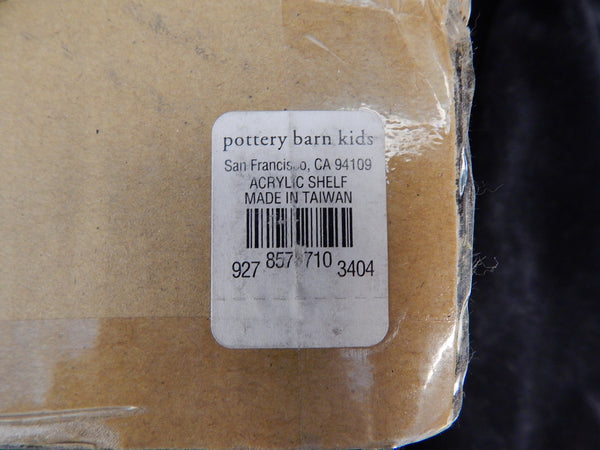 pottery barn kids
San Francisco, CA 94109
ACRYLIC SHELF
MADE IN TAIWAN
927 857 710 3404